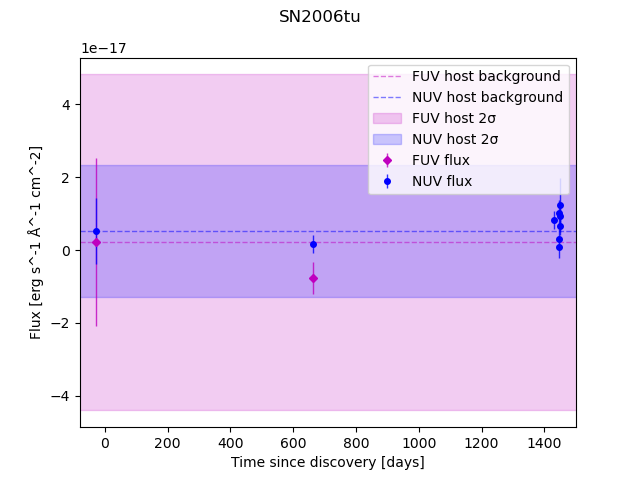 SN2006tu
1e−17
FUV host background
NUV host background
FUV host 2σ
NUV host 2σ
FUV flux
NUV flux
4
2
0
−2
−4
Flux [erg s^-1 Å^-1 cm^-2]
0 200 400 600 800 1000 1200 1400
Time since discovery [days]